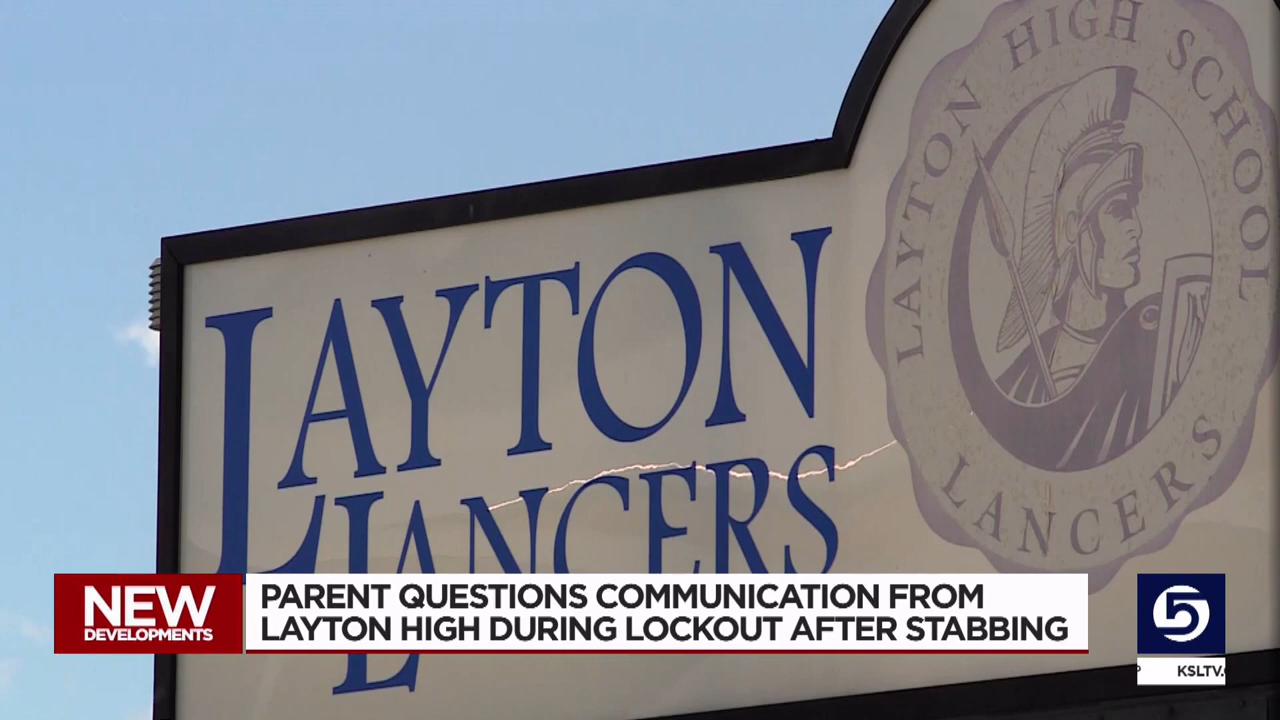 LAYTON HIGH SCHOOL
LAYTON
LANCERS
LANCERS
NEW
DEVELOPMENTS
PARENT QUESTIONS COMMUNICATION FROM
LAYTON HIGH DURING LOCKOUT AFTER STABBING
5
KSLTV.